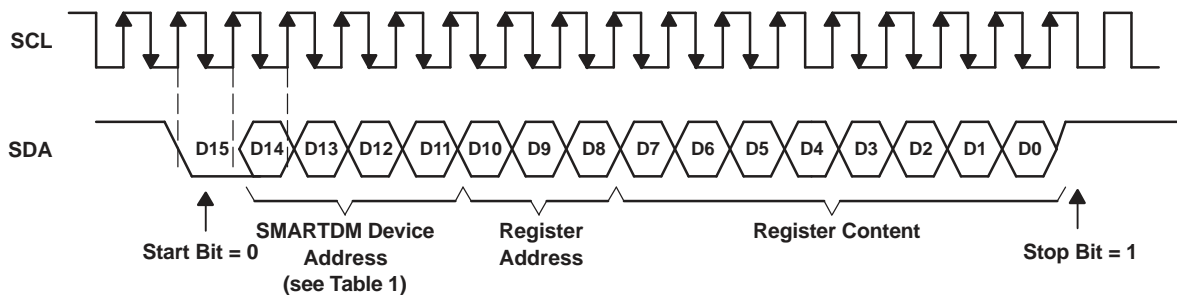 SCL
SDA
D15
D14
D13
D12
D11
D10
D9
D8
D7
D6
D5
D4
D3
D2
D1
D0
Start Bit = 0
SMARTDM Device
Address
(see Table 1)
Register
Address
Register Content
Stop Bit = 1